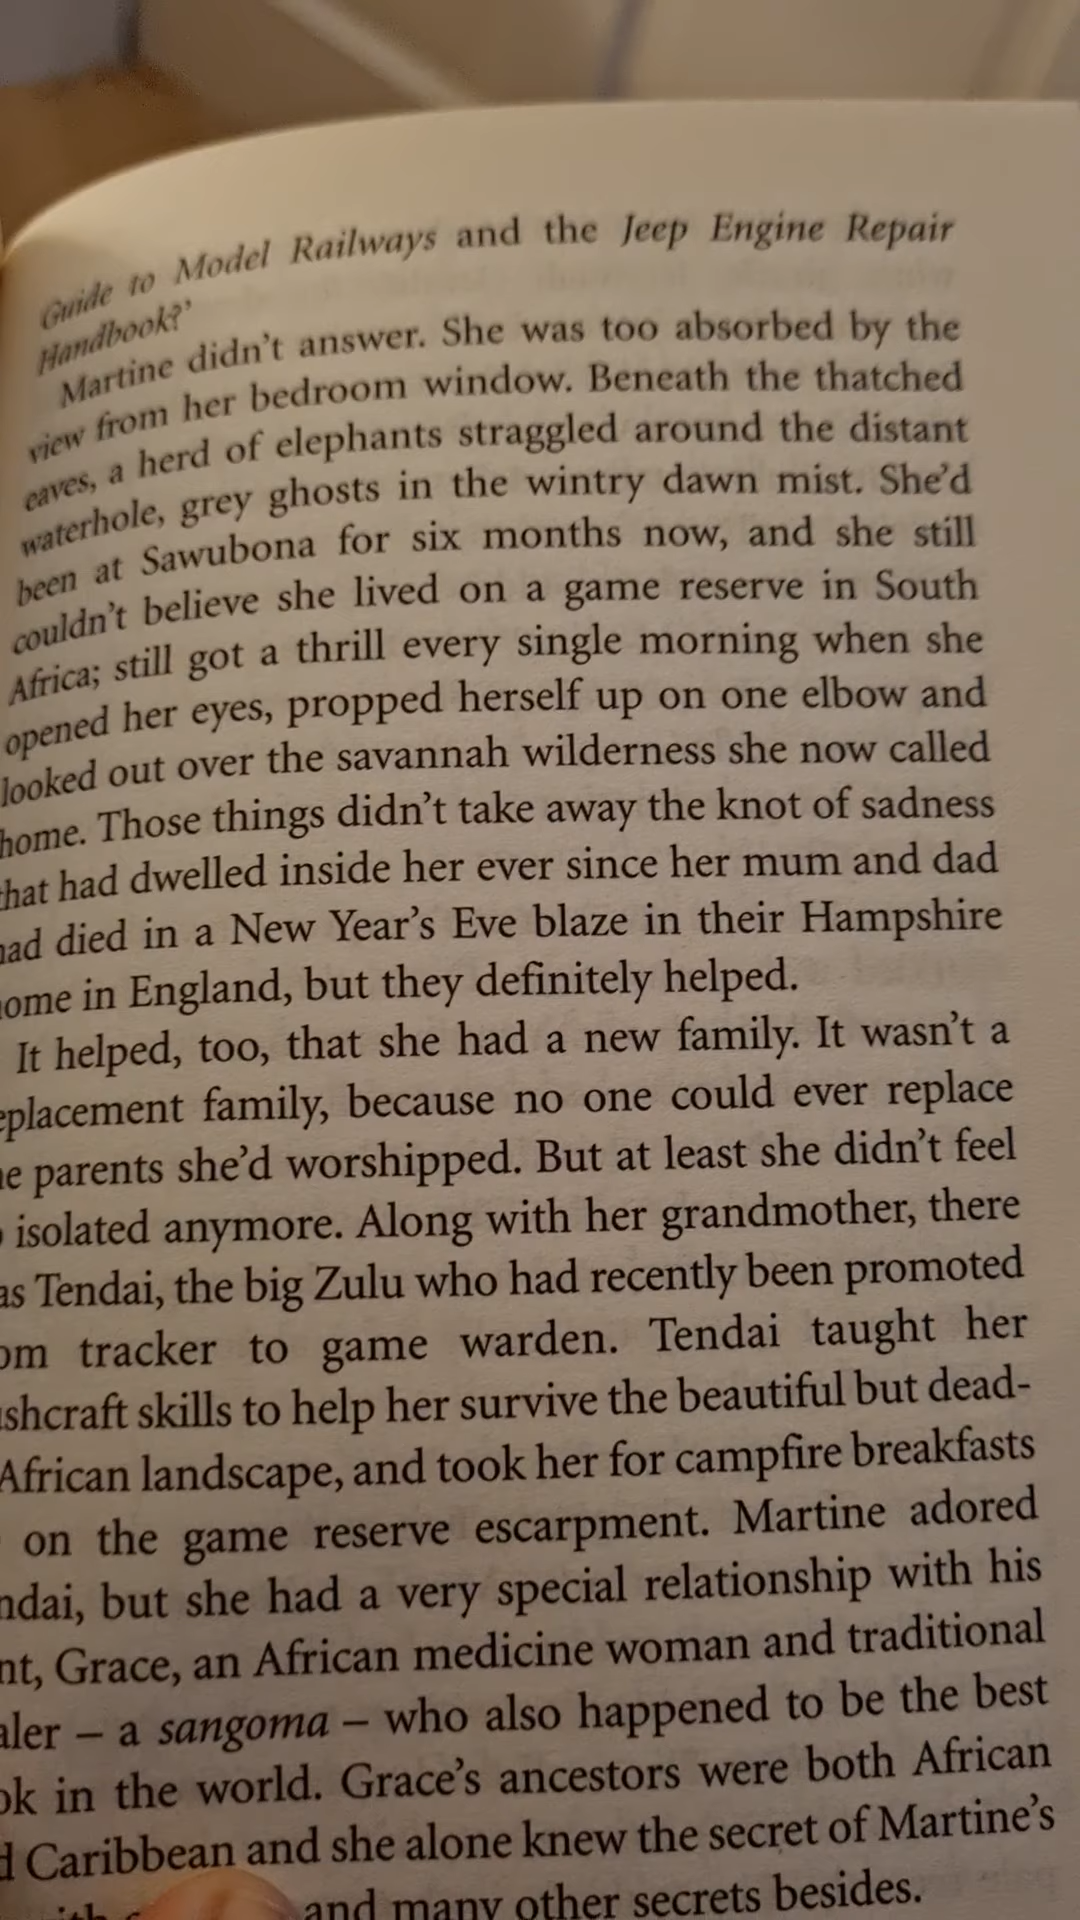 Guide to Model Railways and the Jeep Engine Repair
Handbook?’
Martine didn’t answer. She was too absorbed by the
view from her bedroom window. Beneath the thatched
eaves, a herd of elephants straggled around the distant
waterhole, grey ghosts in the wintry dawn mist. She’d
been at Sawubona for six months now, and she still
couldn’t believe she lived on a game reserve in South
Africa; still got a thrill every single morning when she
opened her eyes, propped herself up on one elbow and
looked out over the savannah wilderness she now called
home. Those things didn’t take away the knot of sadness
that had dwelled inside her ever since her mum and dad
had died in a New Year’s Eve blaze in their Hampshire
home in England, but they definitely helped.
It helped, too, that she had a new family. It wasn’t a
eplacement family, because no one could ever replace
e parents she’d worshipped. But at least she didn’t feel
isolated anymore. Along with her grandmother, there
as Tendai, the big Zulu who had recently been promoted
om tracker to game warden. Tendai taught her
shcraft skills to help her survive the beautiful but dead-
African landscape, and took her for campfire breakfasts
on the game reserve escarpment. Martine adored
ndai, but she had a very special relationship with his
nt, Grace, an African medicine woman and traditional
aler – a sangoma – who also happened to be the best
ok in the world. Grace’s ancestors were both African
d Caribbean and she alone knew the secret of Martine’s
and many other secrets besides.